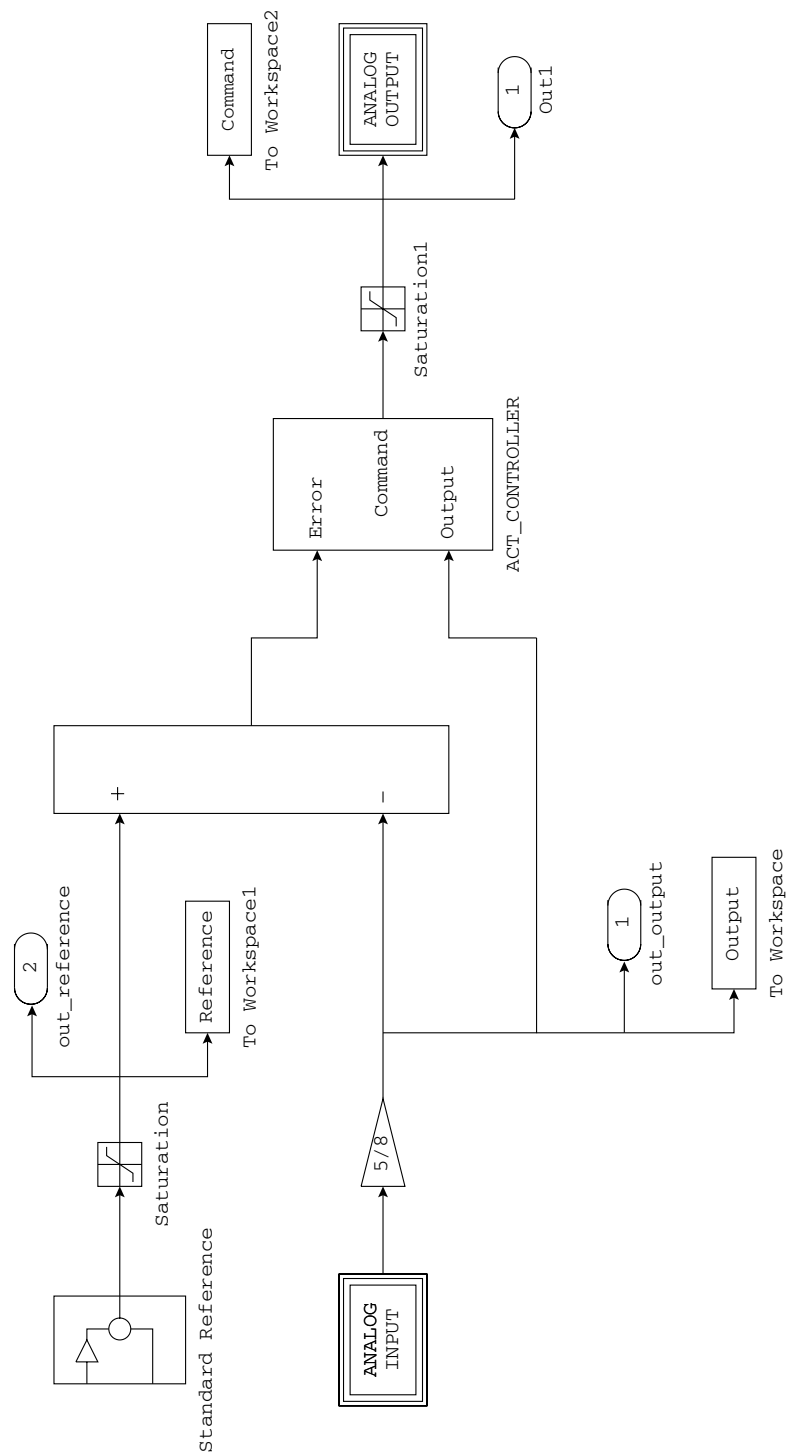 Standard Reference
Saturation
2
out_reference
Reference
To Workspace1
+
-
ANALOG
INPUT
5/8
1
out_output
Output
To Workspace
Error
Command
Output
ACT_CONTROLLER
Saturation1
Command
To Workspace2
ANALOG
OUTPUT
1
Out1